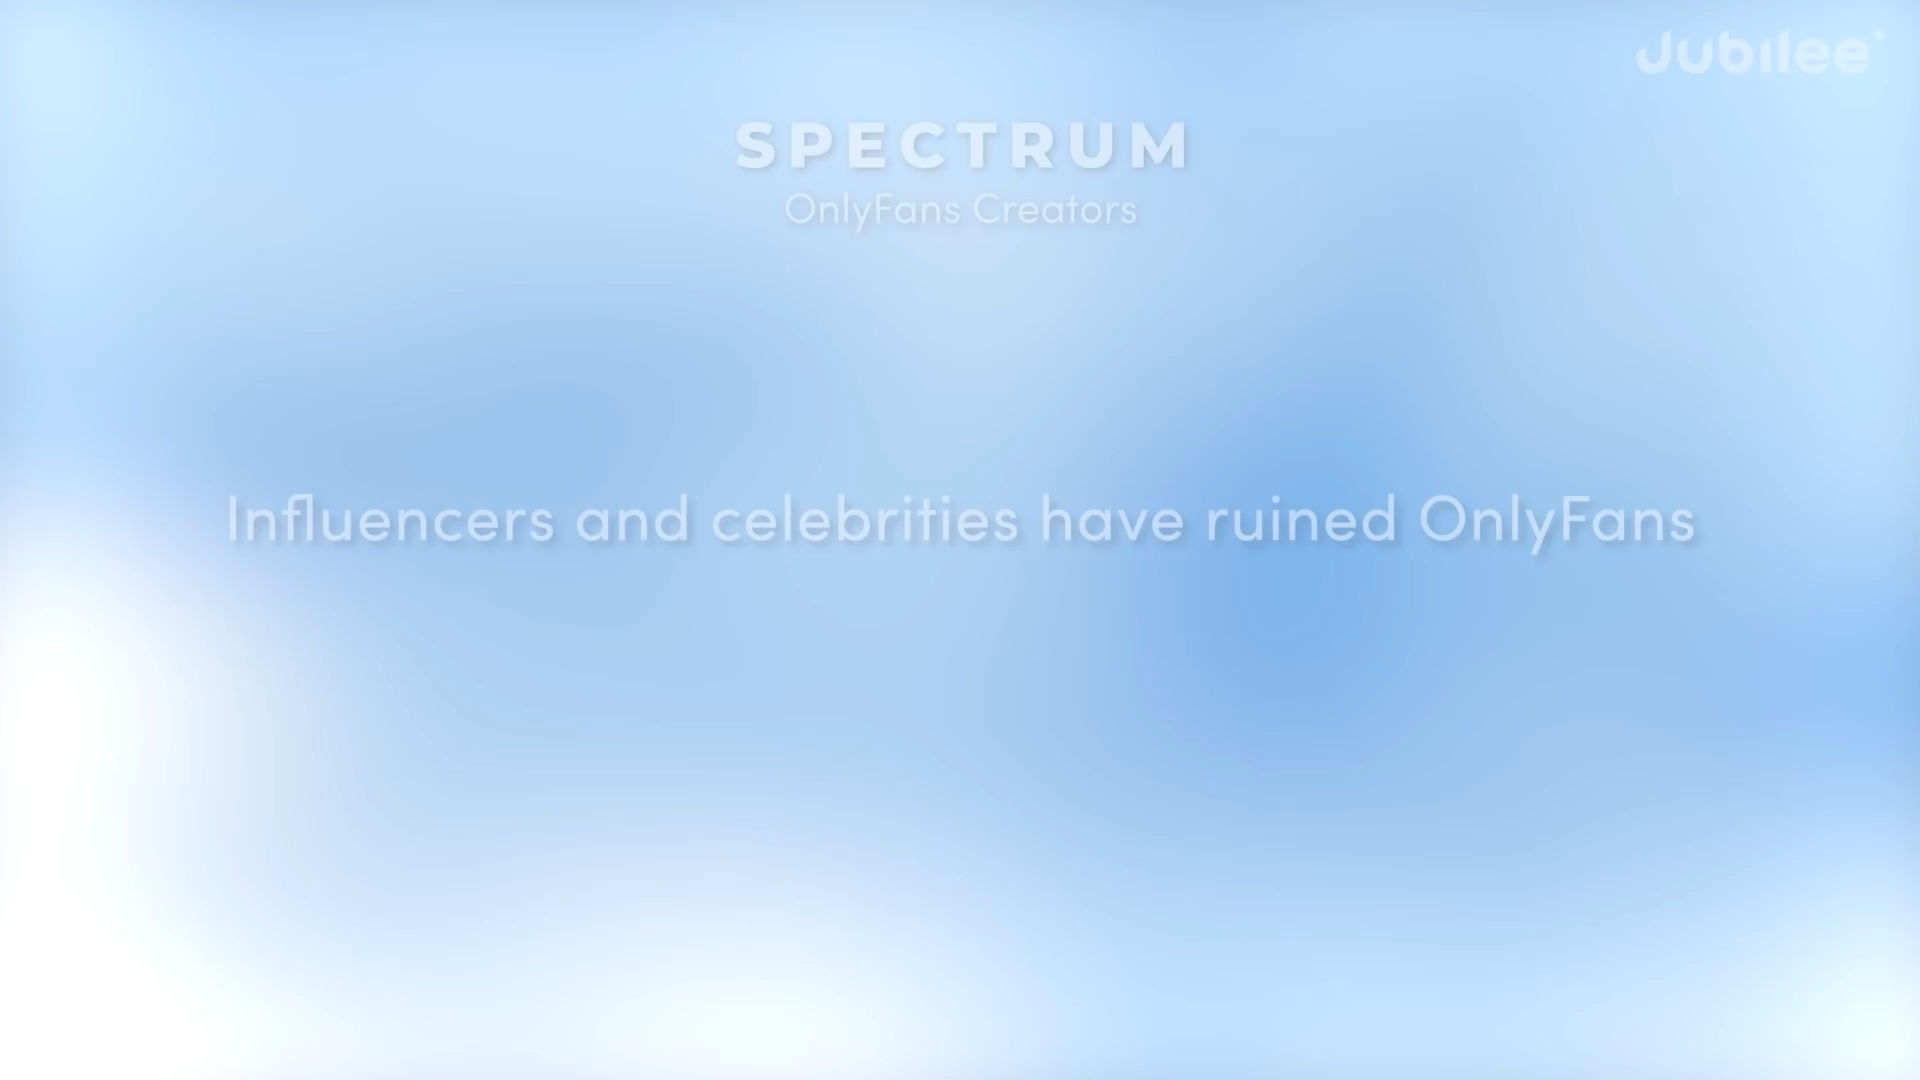 Jubilee
SPECTRUM
OnlyFans Creators
Influencers and celebrities have ruined OnlyFans